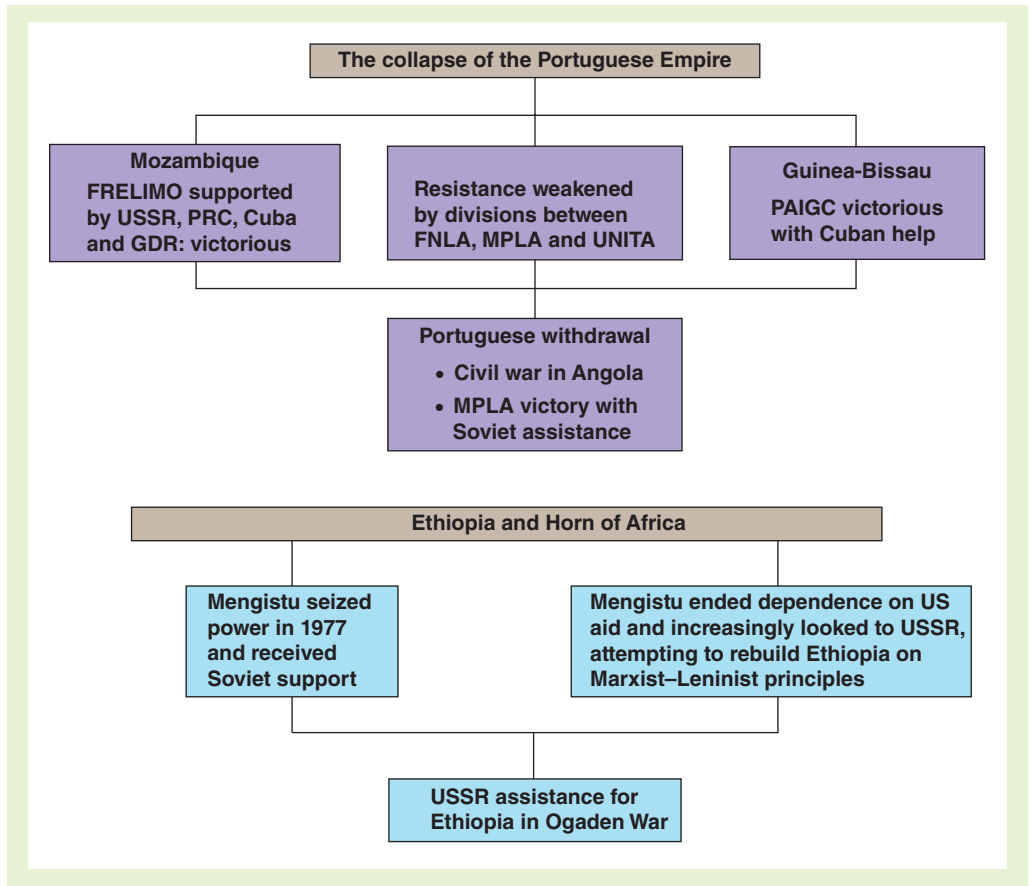 The collapse of the Portuguese Empire
Mozambique
FRELIMO supported
by USSR, PRC, Cuba
and GDR: victorious
Resistance weakened
by divisions between
FNLA, MPLA and UNITA
Guinea-Bissau
PAIGC victorious
with Cuban help
Portuguese withdrawal
• Civil war in Angola
• MPLA victory with
Soviet assistance
Ethiopia and Horn of Africa
Mengistu seized
power in 1977
and received
Soviet support
Mengistu ended dependence on US
aid and increasingly looked to USSR,
attempting to rebuild Ethiopia on
Marxist–Leninist principles
USSR assistance for
Ethiopia in Ogaden War